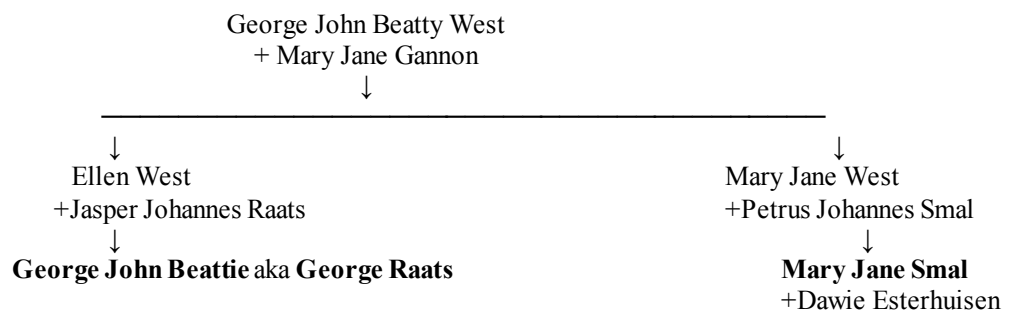 George John Beatty West
+ Mary Jane Gannon
↓
↓ ↓
Ellen West Mary Jane West
+Jasper Johannes Raats +Petrus Johannes Smal
↓ ↓
George John Beattie aka George Raats Mary Jane Smal
+Dawie Esterhuisen